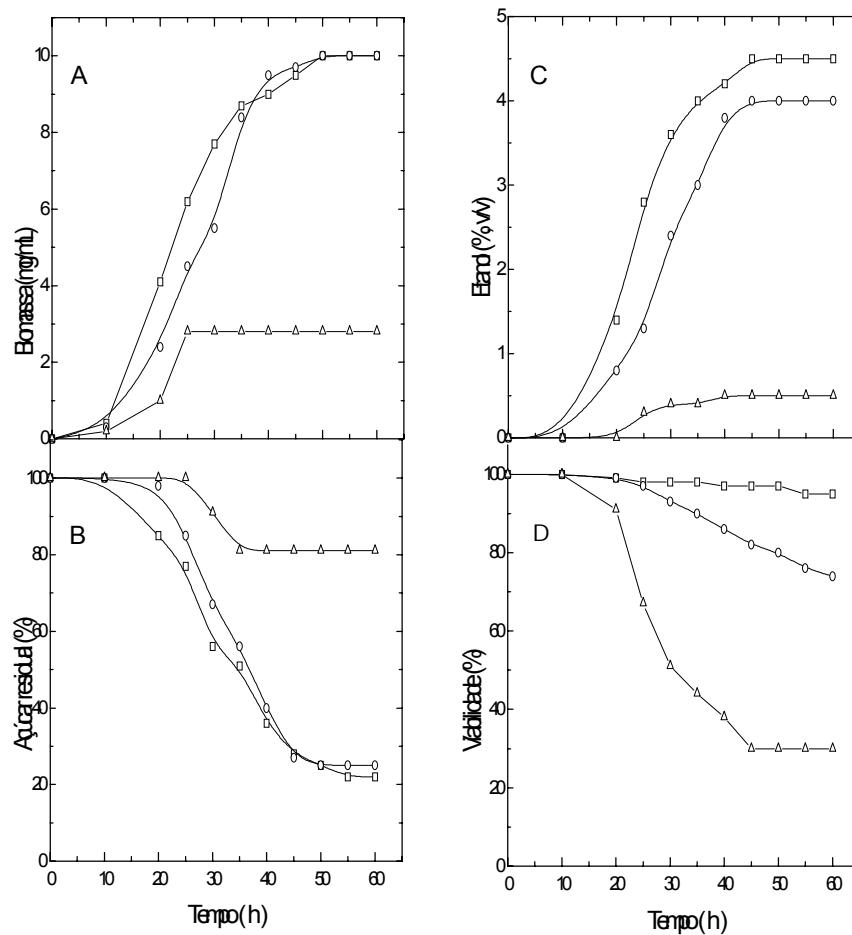 10
8
6
4
2
0
A
Biomassa (mg/mL)
5
4
3
2
1
0
C
Etanol (%, v/v)
100
80
60
40
20
0
B
Açúcar residual (%)
0 10 20 30 40 50 60
Tempo (h)
100
80
60
40
20
0
D
Viabilidade (%)
0 10 20 30 40 50 60
Tempo (h)